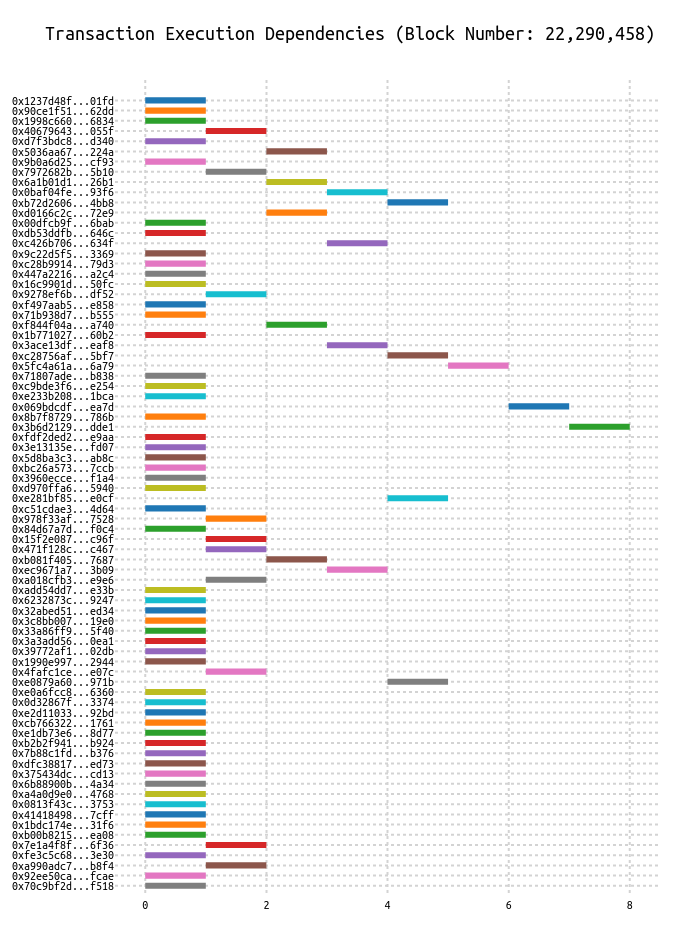 Transaction Execution Dependencies (Block Number: 22,290,458)
0x1237d48f...01fd
0x90ce1f51...62dd
0x1998c660...6834
0x40679643...055f
0xd7f3bdc8...d340
0x5036aa67...224a
0x9b0a6d25...cf93
0x7972682b...5b10
0x6a1b01d1...26b1
0x0baf04fe...93f6
0xb72d2606...4bb8
0xd0166c2c...72e9
0x00dfcb9f...6bab
0xdb53ddfb...646c
0xc426b706...634f
0x9c22d5f5...3369
0xc28b9914...79d3
0x447a2216...a2c4
0x16c9901d...50fc
0x9278ef6b...df52
0xf497aab5...e858
0x71b938d7...b555
0xf844f04a...a740
0x1b771027...60b2
0x3ace13df...eaf8
0xc28756af...5bf7
0x5fc4a61a...6a79
0x71807ade...b838
0xc9bde3f6...e254
0xe233b208...1bca
0x069bdcdf...ea7d
0x8b7f8729...786b
0x3b6d2129...dde1
0xfdf2ded2...e9aa
0x3e13135e...fd07
0x5d8ba3c3...ab8c
0xbc26a573...7ccb
0x3960ecce...f1a4
0xd970ffa6...5940
0xe281bf85...e0cf
0xc51cdae3...4d64
0x978f33af...7528
0x84d67a7d...f0c4
0x15f2e087...c96f
0x471f128c...c467
0xb081f405...7687
0xec9671a7...3b09
0xa018cfb3...e9e6
0xadd54dd7...e33b
0x6232873c...9247
0x32abed51...ed34
0x3c8bb007...19e0
0x33a86ff9...5f40
0x3a3add56...0ea1
0x39772af1...02db
0x1990e997...2944
0x4fafc1ce...e07c
0xe0879a60...971b
0xe0a6fcc8...6360
0x0d32867f...3374
0xe2d11033...92bd
0xcb766322...1761
0xe1db73e6...8d77
0xb2b2f941...b924
0x7b88c1fd...b376
0xdfc38817...ed73
0x375434dc...cd13
0x6b88900b...4a34
0xa4a0d9e0...4768
0x0813f43c...3753
0x41418498...7cff
0x1bdc174e...31f6
0xb00b8215...ea08
0x7e1a4f8f...6f36
0xfe3c5c68...3e30
0xa990adc7...b8f4
0x92ee50ca...fcae
0x70c9bf2d...f518
0 2 4 6 8